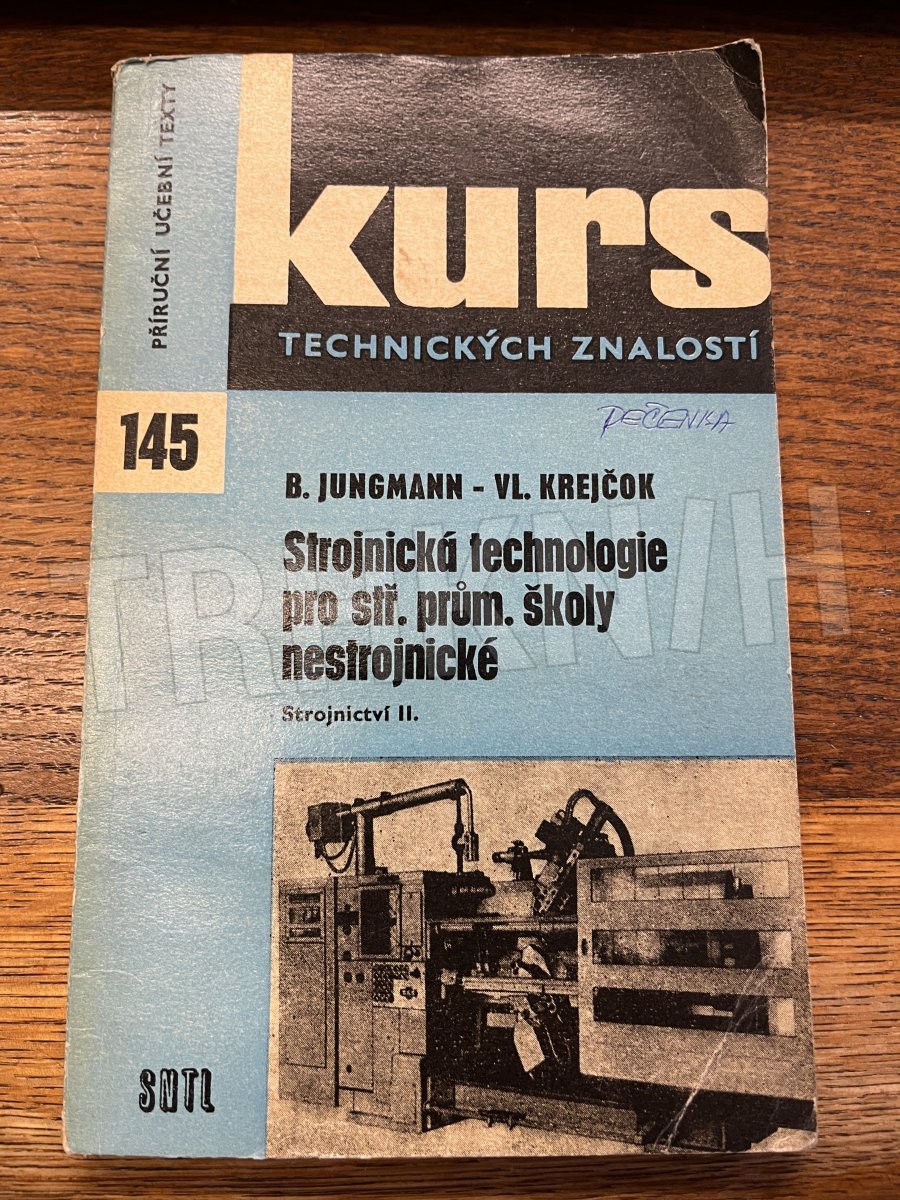 PŘÍRUČNÍ UČEBNÍ TEXTY
kurs
TECHNICKÝCH ZNALOSTÍ
145
PEČENKA
B. JUNGMANN - VL. KREJČOK
Strojnická technologie
pro stř. prům. školy
nestrojnické
Strojnictví II.
SNTL